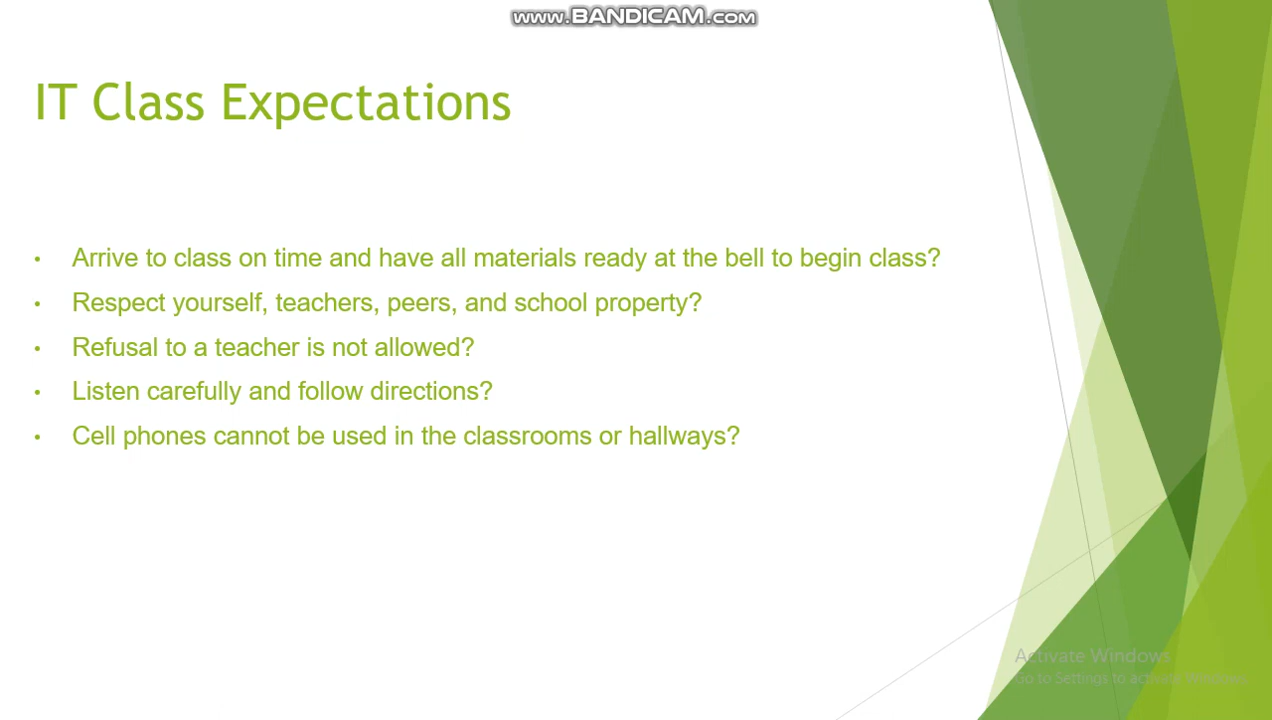 www.BANDICAM.com
IT Class Expectations
• Arrive to class on time and have all materials ready at the bell to begin class?
• Respect yourself, teachers, peers, and school property?
• Refusal to a teacher is not allowed?
• Listen carefully and follow directions?
• Cell phones cannot be used in the classrooms or hallways?
Activate Windows
Go to Settings to activate Windows.